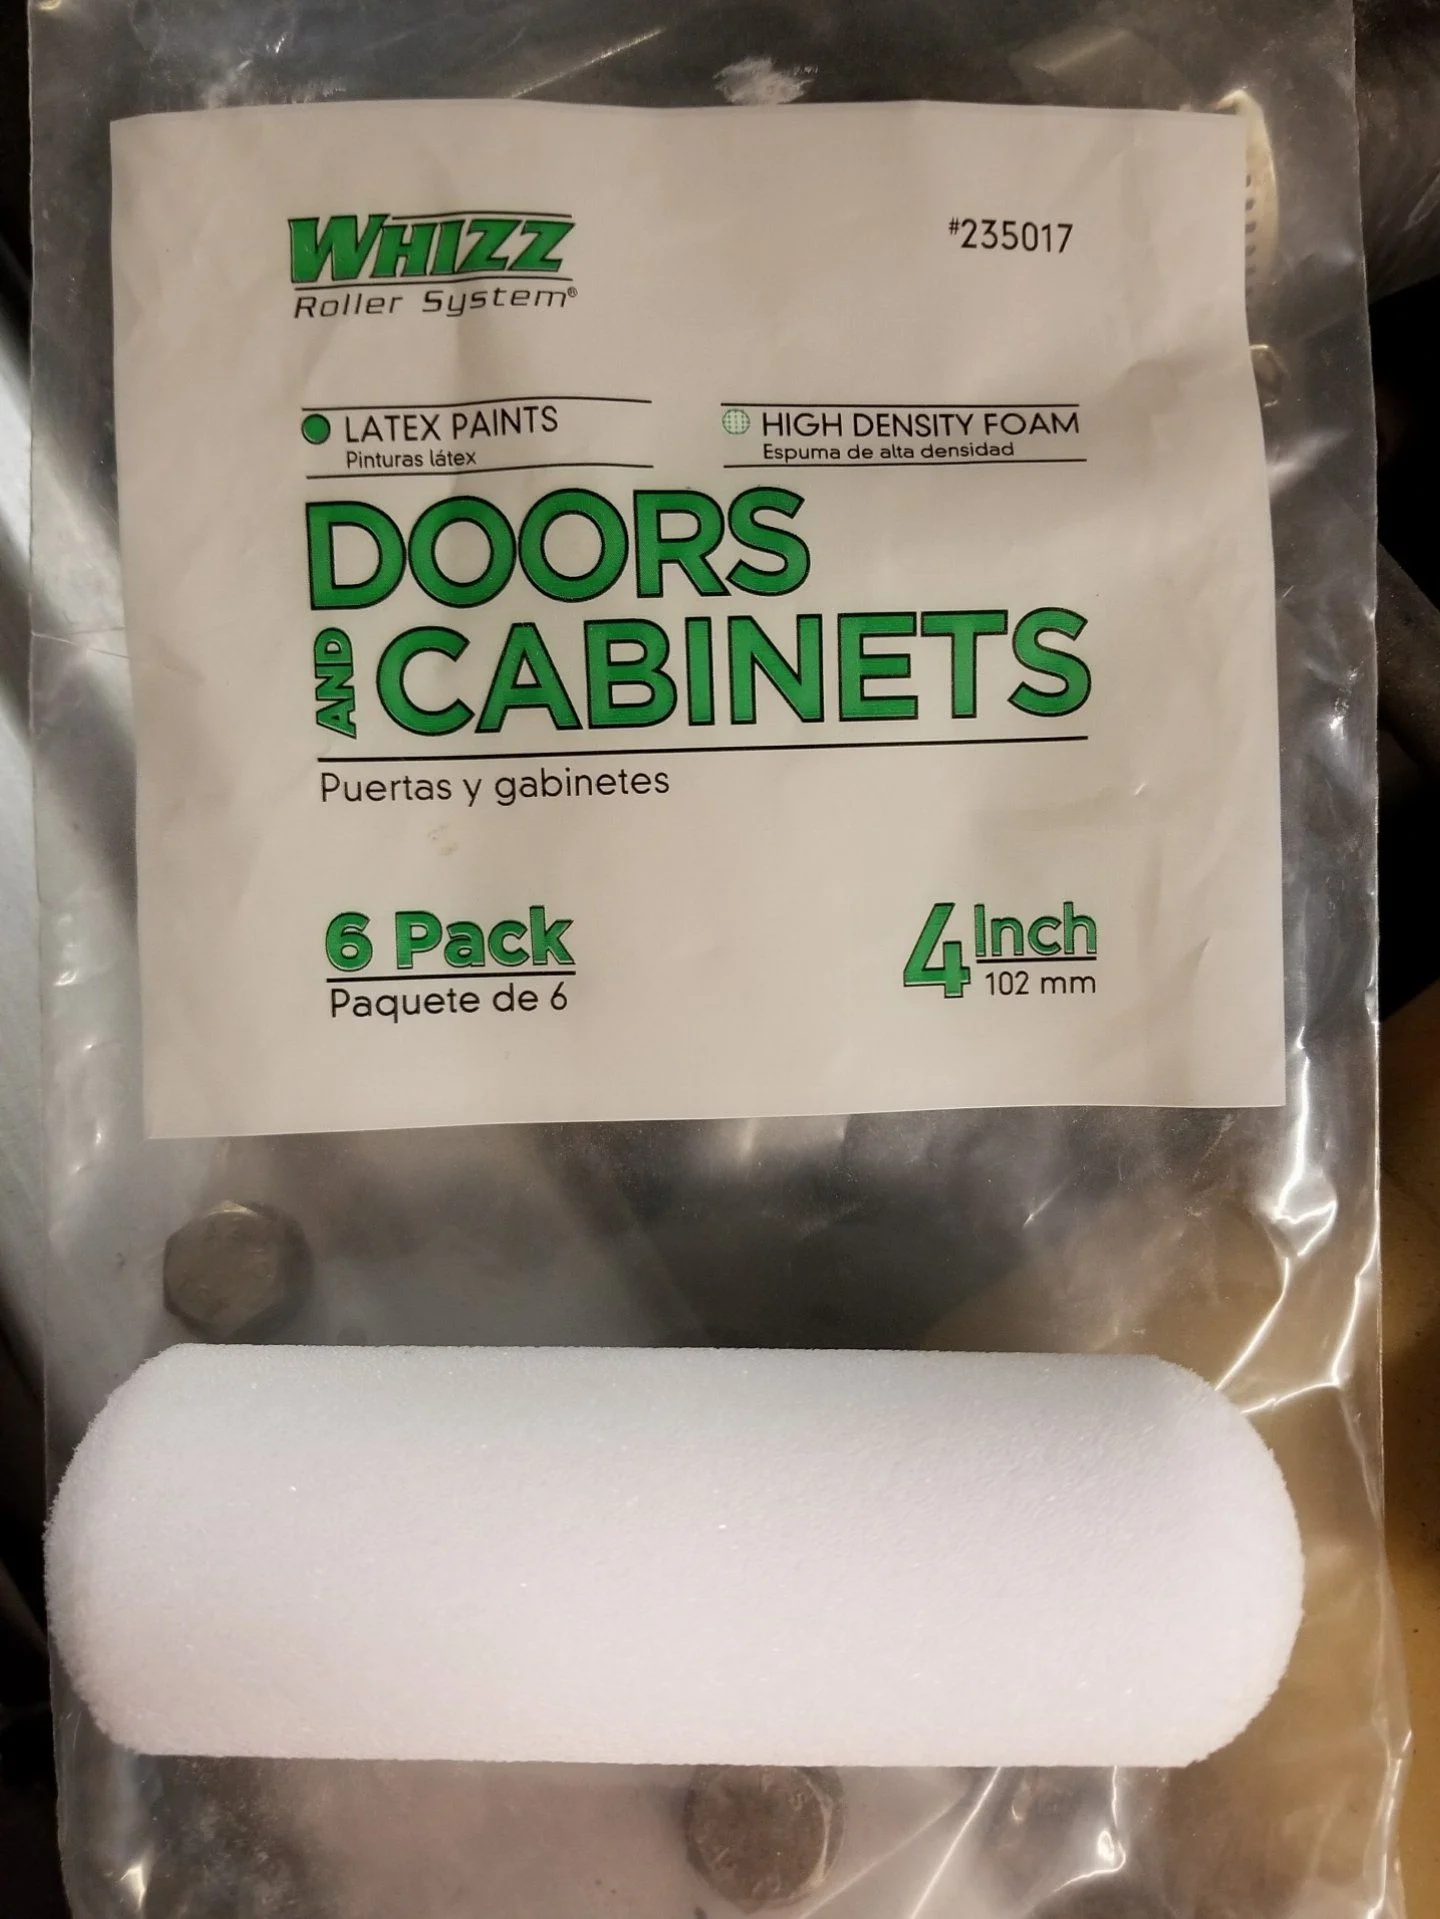 WHIZZ
Roller System®
#235017
LATEX PAINTS
Pinturas látex
HIGH DENSITY FOAM
Espuma de alta densidad
DOORS
AND CABINETS
Puertas y gabinetes
6 Pack
Paquete de 6
4 Inch
102 mm